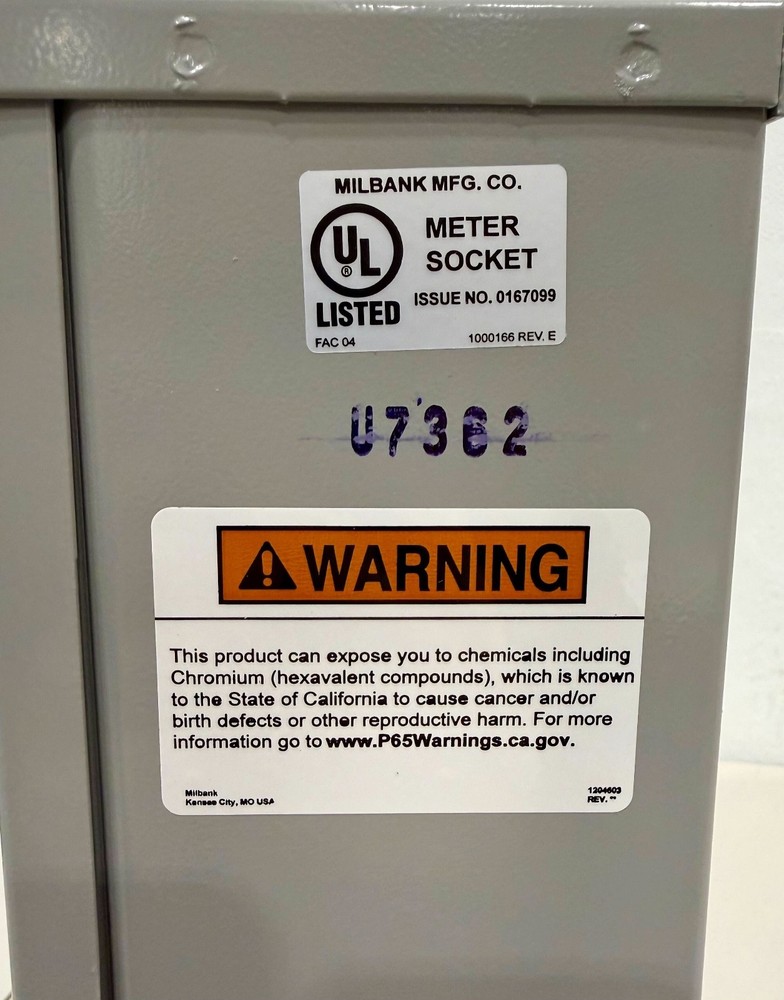 MILBANK MFG. CO.
UL
®
LISTED
METER
SOCKET
ISSUE NO. 0167099
FAC 04
1000166 REV. E
WARNING
This product can expose you to chemicals including
Chromium (hexavalent compounds), which is known
to the State of California to cause cancer and/or
birth defects or other reproductive harm. For more
information go to www.P65Warnings.ca.gov.
Milbank
Kansas City, MO USA
1204603
REV.